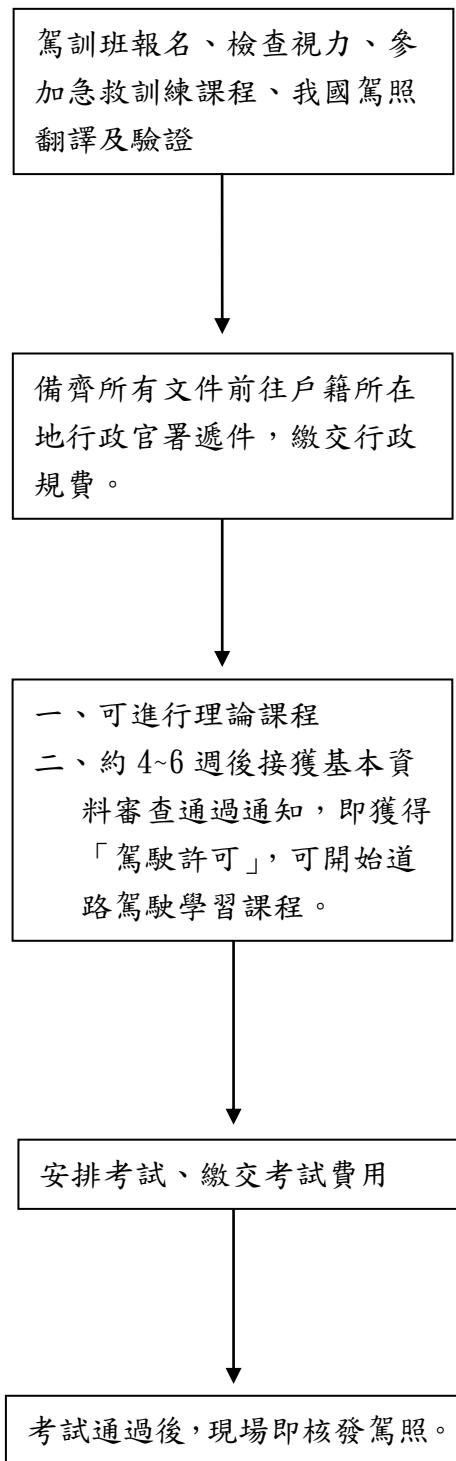 駕訓班報名、檢查視力、參
加急救訓練課程、我國駕照
翻譯及驗證
備齊所有文件前往戶籍所在
地行政官署遞件，繳交行政
規費。
一、可進行理論課程
二、約 4~6 週後接獲基本資
料審查通過通知，即獲得
「駕駛許可」，可開始道
路駕駛學習課程。
安排考試、繳交考試費用
考試通過後，現場即核發駕照。